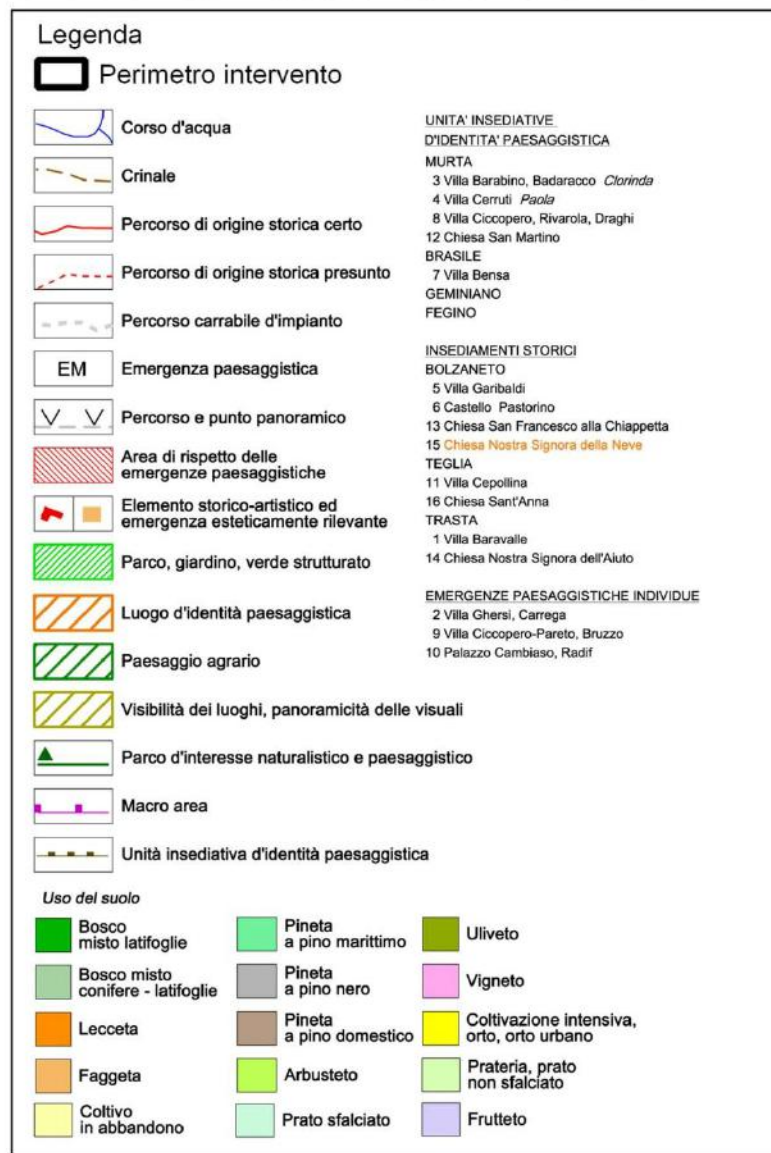 Legenda
Perimetro intervento
Corso d'acqua
Crinale
Percorso di origine storica certo
Percorso di origine storica presunto
Percorso carrabile d'impianto
EM
Emergenza paesaggistica
Percorso e punto panoramico
Area di rispetto delle
emergenze paesaggistiche
Elemento storico-artistico ed
emergenza esteticamente rilevante
Parco, giardino, verde strutturato
Luogo d'identità paesaggistica
Paesaggio agrario
Visibilità dei luoghi, panoramicità delle visuali
Parco d'interesse naturalistico e paesaggistico
Macro area
Unità insediativa d'identità paesaggistica
UNITA' INSEDIATIVE
D'IDENTITA' PAESAGGISTICA
MURTA
3 Villa Barabino, Badaracco Clorinda
4 Villa Cerruti Paola
8 Villa Ciccopero, Rivarola, Draghi
12 Chiesa San Martino
BRASILE
7 Villa Bensa
GEMINIANO
FEGINO
INSEDIAMENTI STORICI
BOLZANETO
5 Villa Garibaldi
6 Castello Pastorino
13 Chiesa San Francesco alla Chiappetta
15 Chiesa Nostra Signora della Neve
TEGLIA
11 Villa Cepollina
16 Chiesa Sant'Anna
TRASTA
1 Villa Baravalle
14 Chiesa Nostra Signora dell'Aiuto
EMERGENZE PAESAGGISTICHE INDIVIDUE
2 Villa Ghersi, Carrega
9 Villa Ciccopero-Pareto, Bruzzo
10 Palazzo Cambiaso, Radif
Uso del suolo
Bosco
misto latifoglie
Bosco misto
conifere - latifoglie
Lecceta
Faggeta
Coltivo
in abbandono
Pineta
a pino marittimo
Pineta
a pino nero
Pineta
a pino domestico
Arbusteto
Prato sfalciato
Uliveto
Vigneto
Coltivazione intensiva,
orto, orto urbano
Prateria, prato
non sfalciato
Frutteto